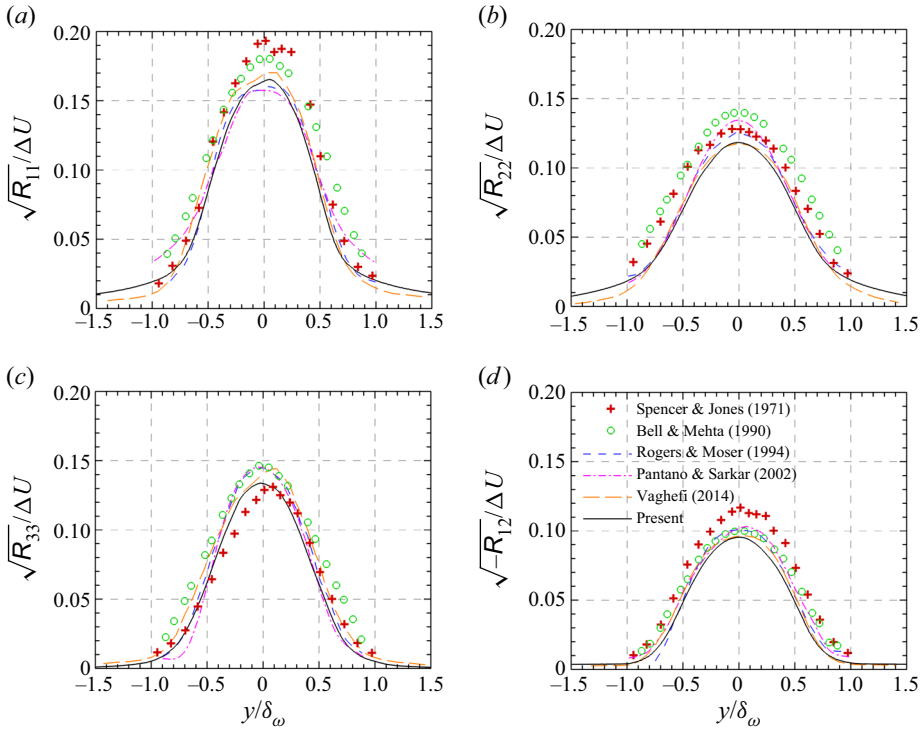 (a)
0.20
0.15
0.10
0.05
0
√R₁₁/ΔU
−1.5 −1.0 −0.5 0 0.5 1.0 1.5
(b)
0.20
0.15
0.10
0.05
0
√R₂₂/ΔU
−1.5 −1.0 −0.5 0 0.5 1.0 1.5
(c)
0.20
0.15
0.10
0.05
0
√R₃₃/ΔU
−1.5 −1.0 −0.5 0 0.5 1.0 1.5
y/δω
(d)
0.20
0.15
0.10
0.05
0
√−R₁₂/ΔU
Spencer & Jones (1971)
Bell & Mehta (1990)
Rogers & Moser (1994)
Pantano & Sarkar (2002)
Vaghefi (2014)
Present
−1.5 −1.0 −0.5 0 0.5 1.0 1.5
y/δω